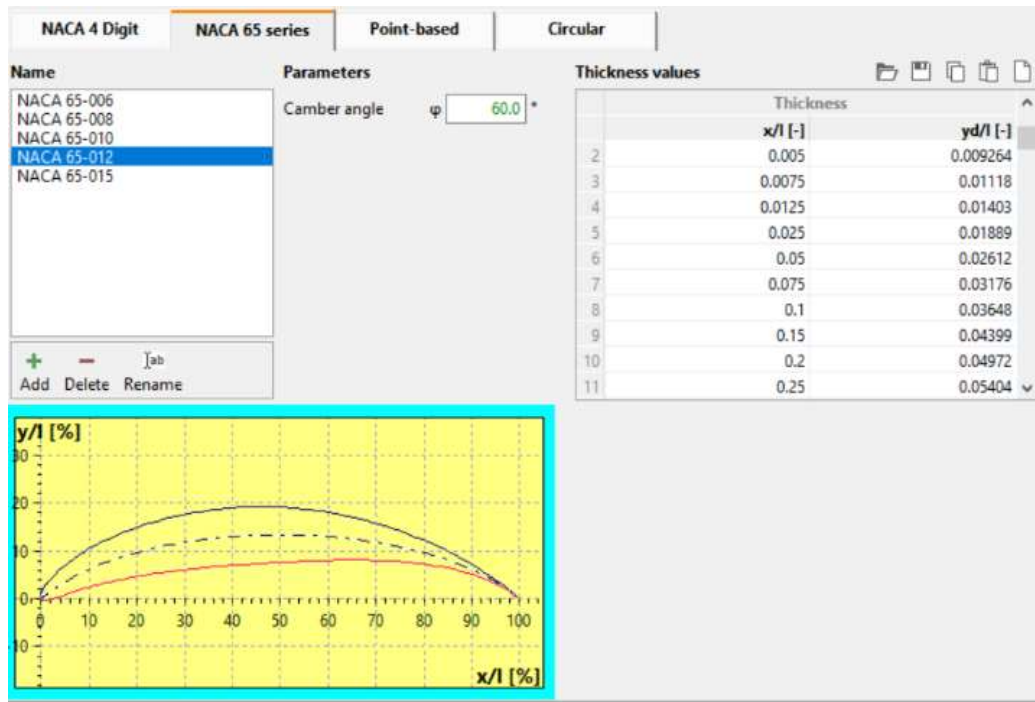 NACA 4 Digit NACA 65 series Point-based Circular
Name Parameters Thickness values
NACA 65-006
NACA 65-008
NACA 65-010
NACA 65-012
NACA 65-015
Camber angle φ 60.0 °
Thickness
x/l [-] yd/l [-]
2 0.005 0.009264
3 0.0075 0.01118
4 0.0125 0.01403
5 0.025 0.01889
6 0.05 0.02612
7 0.075 0.03176
8 0.1 0.03648
9 0.15 0.04399
10 0.2 0.04972
11 0.25 0.05404
ab
Add Delete Rename
y/l [%]
30
20
10
0
0 10 20 30 40 50 60 70 80 90 100
-10
x/l [%]